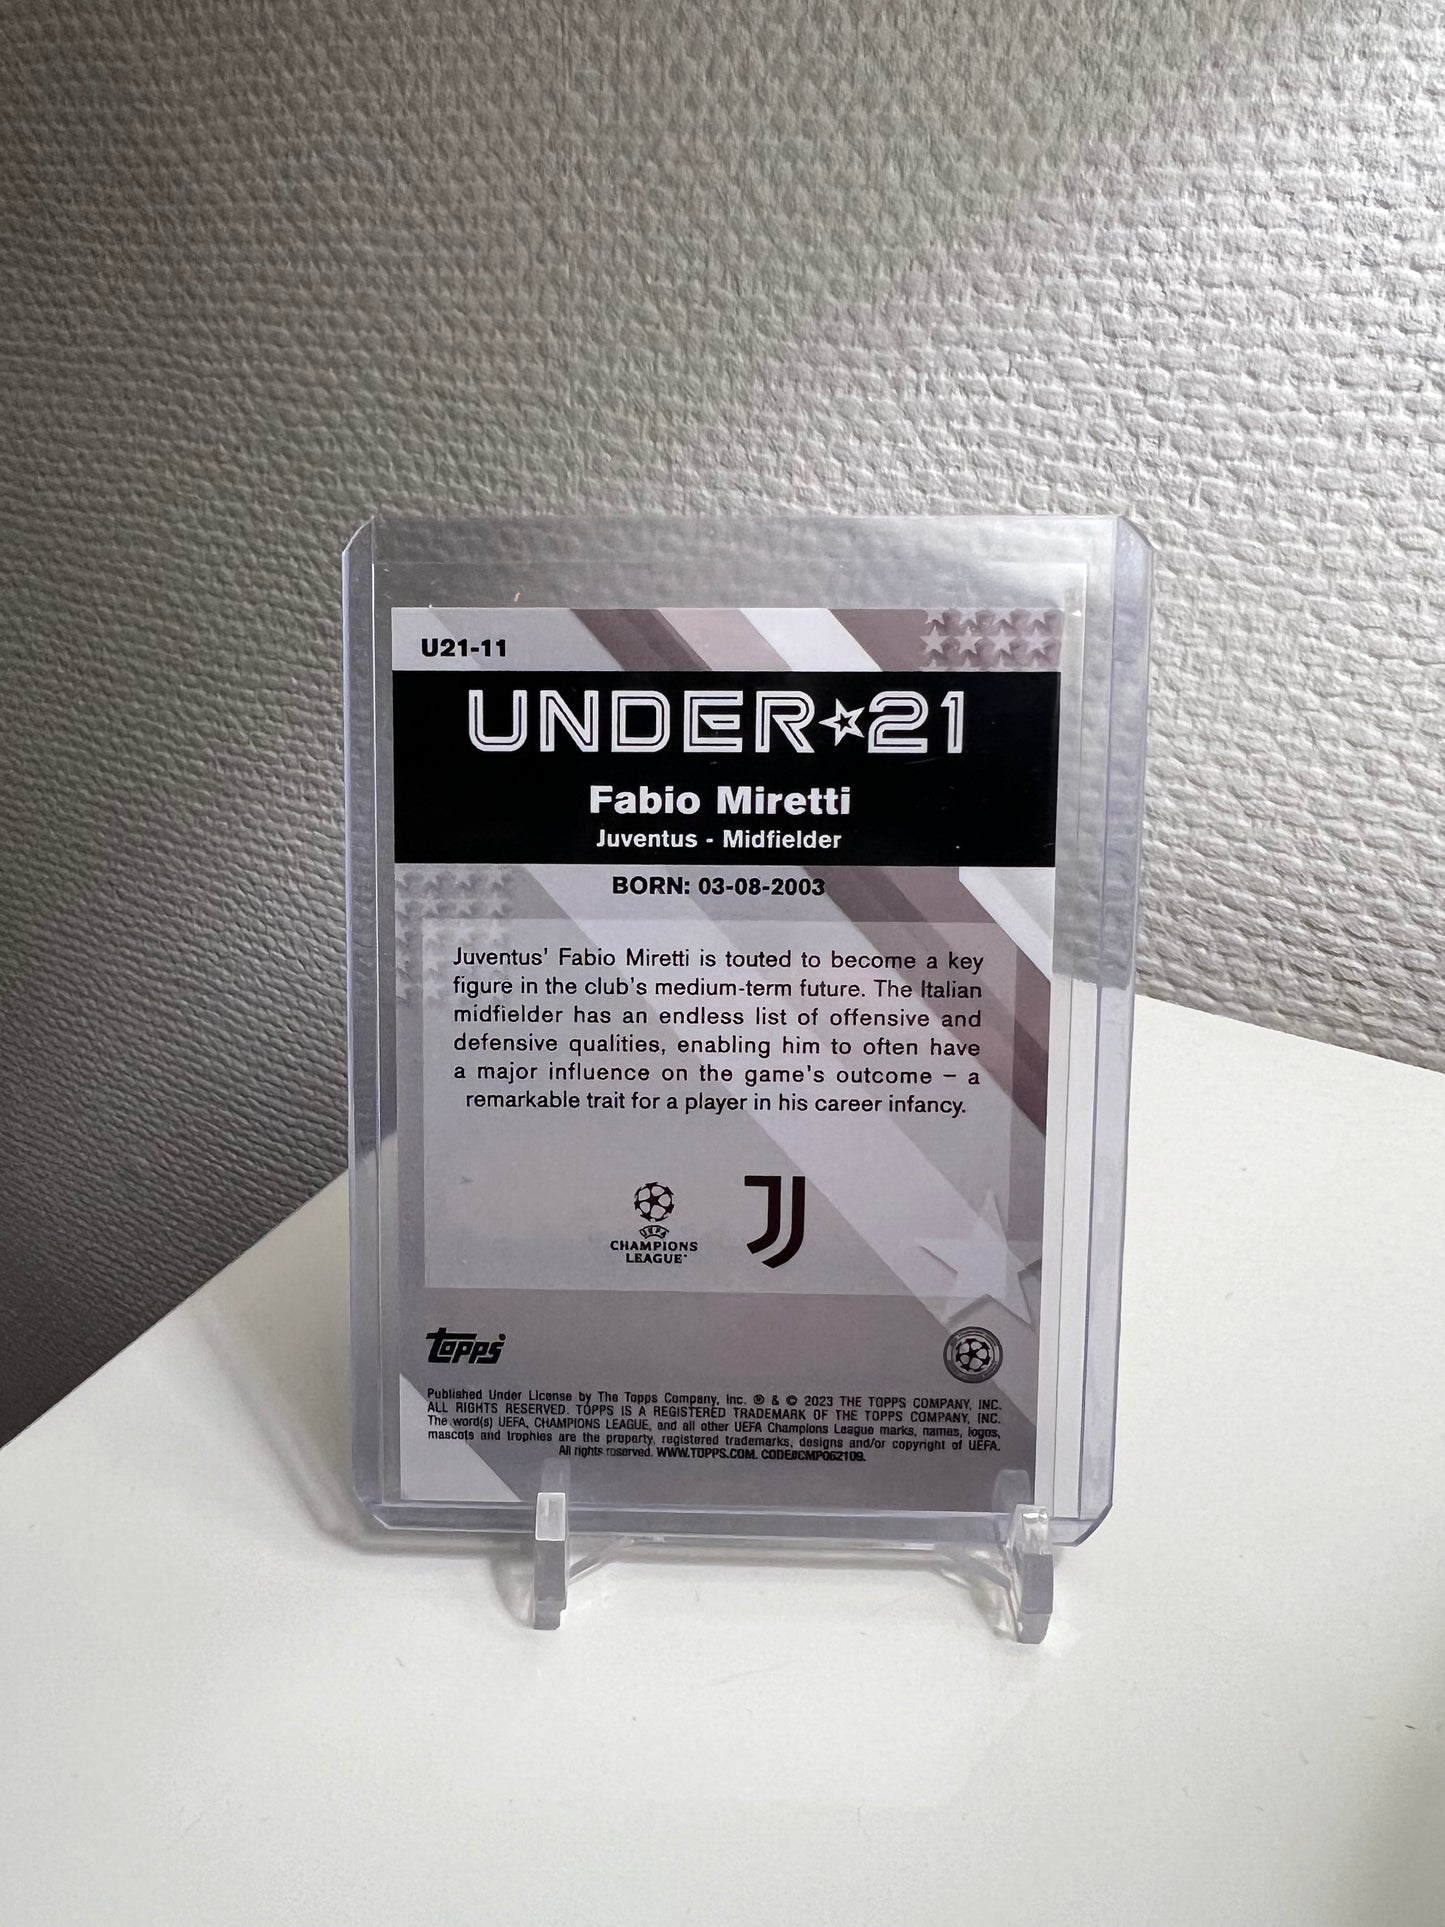 U21-11
UNDER★21
Fabio Miretti
Juventus - Midfielder
BORN: 03-08-2003
Juventus' Fabio Miretti is touted to become a key
figure in the club's medium-term future. The Italian
midfielder has an endless list of offensive and
defensive qualities, enabling him to often have
a major influence on the game's outcome – a
remarkable trait for a player in his career infancy.
UEFA
CHAMPIONS
LEAGUE
topps
Published Under License by The Topps Company, Inc. ® & © 2023 THE TOPPS COMPANY, INC.
ALL RIGHTS RESERVED. TOPPS IS A REGISTERED TRADEMARK OF THE TOPPS COMPANY, INC.
The word(s) UEFA, CHAMPIONS LEAGUE, and all other UEFA Champions League marks, names, logos,
mascots and trophies are the property, registered trademarks, designs and/or copyright of UEFA.
All rights reserved. WWW.TOPPS.COM. CODE#CMP062109.